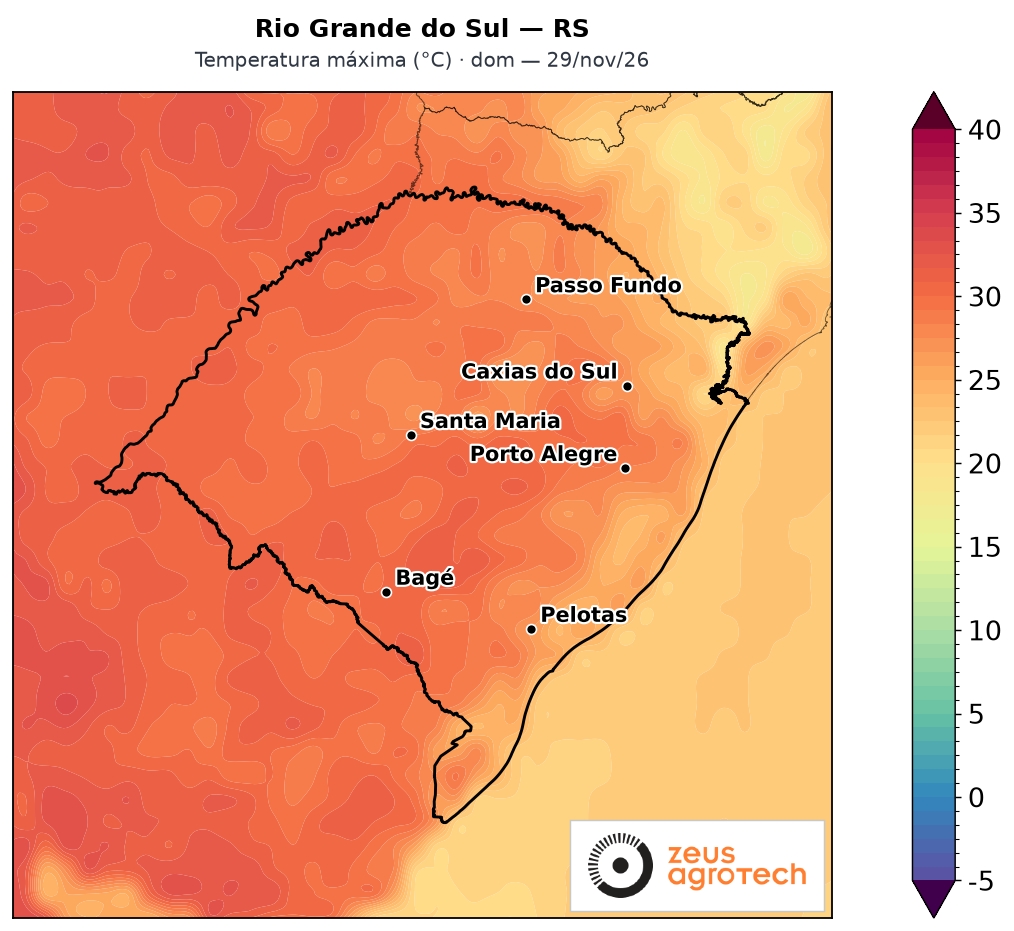 Rio Grande do Sul — RS
Temperatura máxima (°C) · dom — 29/nov/26
Passo Fundo
Caxias do Sul
Santa Maria
Porto Alegre
Bagé
Pelotas
40
35
30
25
20
15
10
5
0
-5
zeus
agrotech